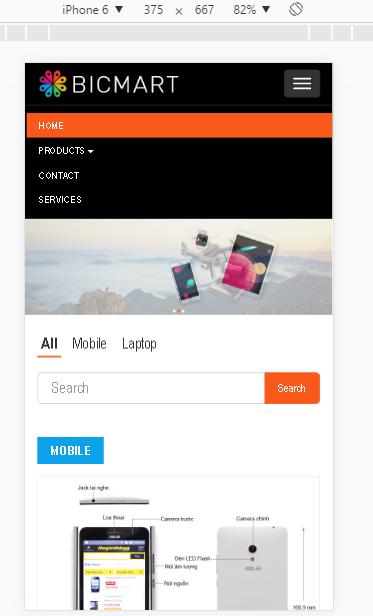 iPhone 6 ▼ 375 × 667 82% ▼
BICMART
HOME
PRODUCTS
CONTACT
SERVICES
All Mobile Laptop
Search Search
MOBILE
Jack tai nghe
Loa thoại Camera trước Camera chính
Đèn LED Flash
Nút âm lượng
Nút nguồn
ASUS
166,9 mm